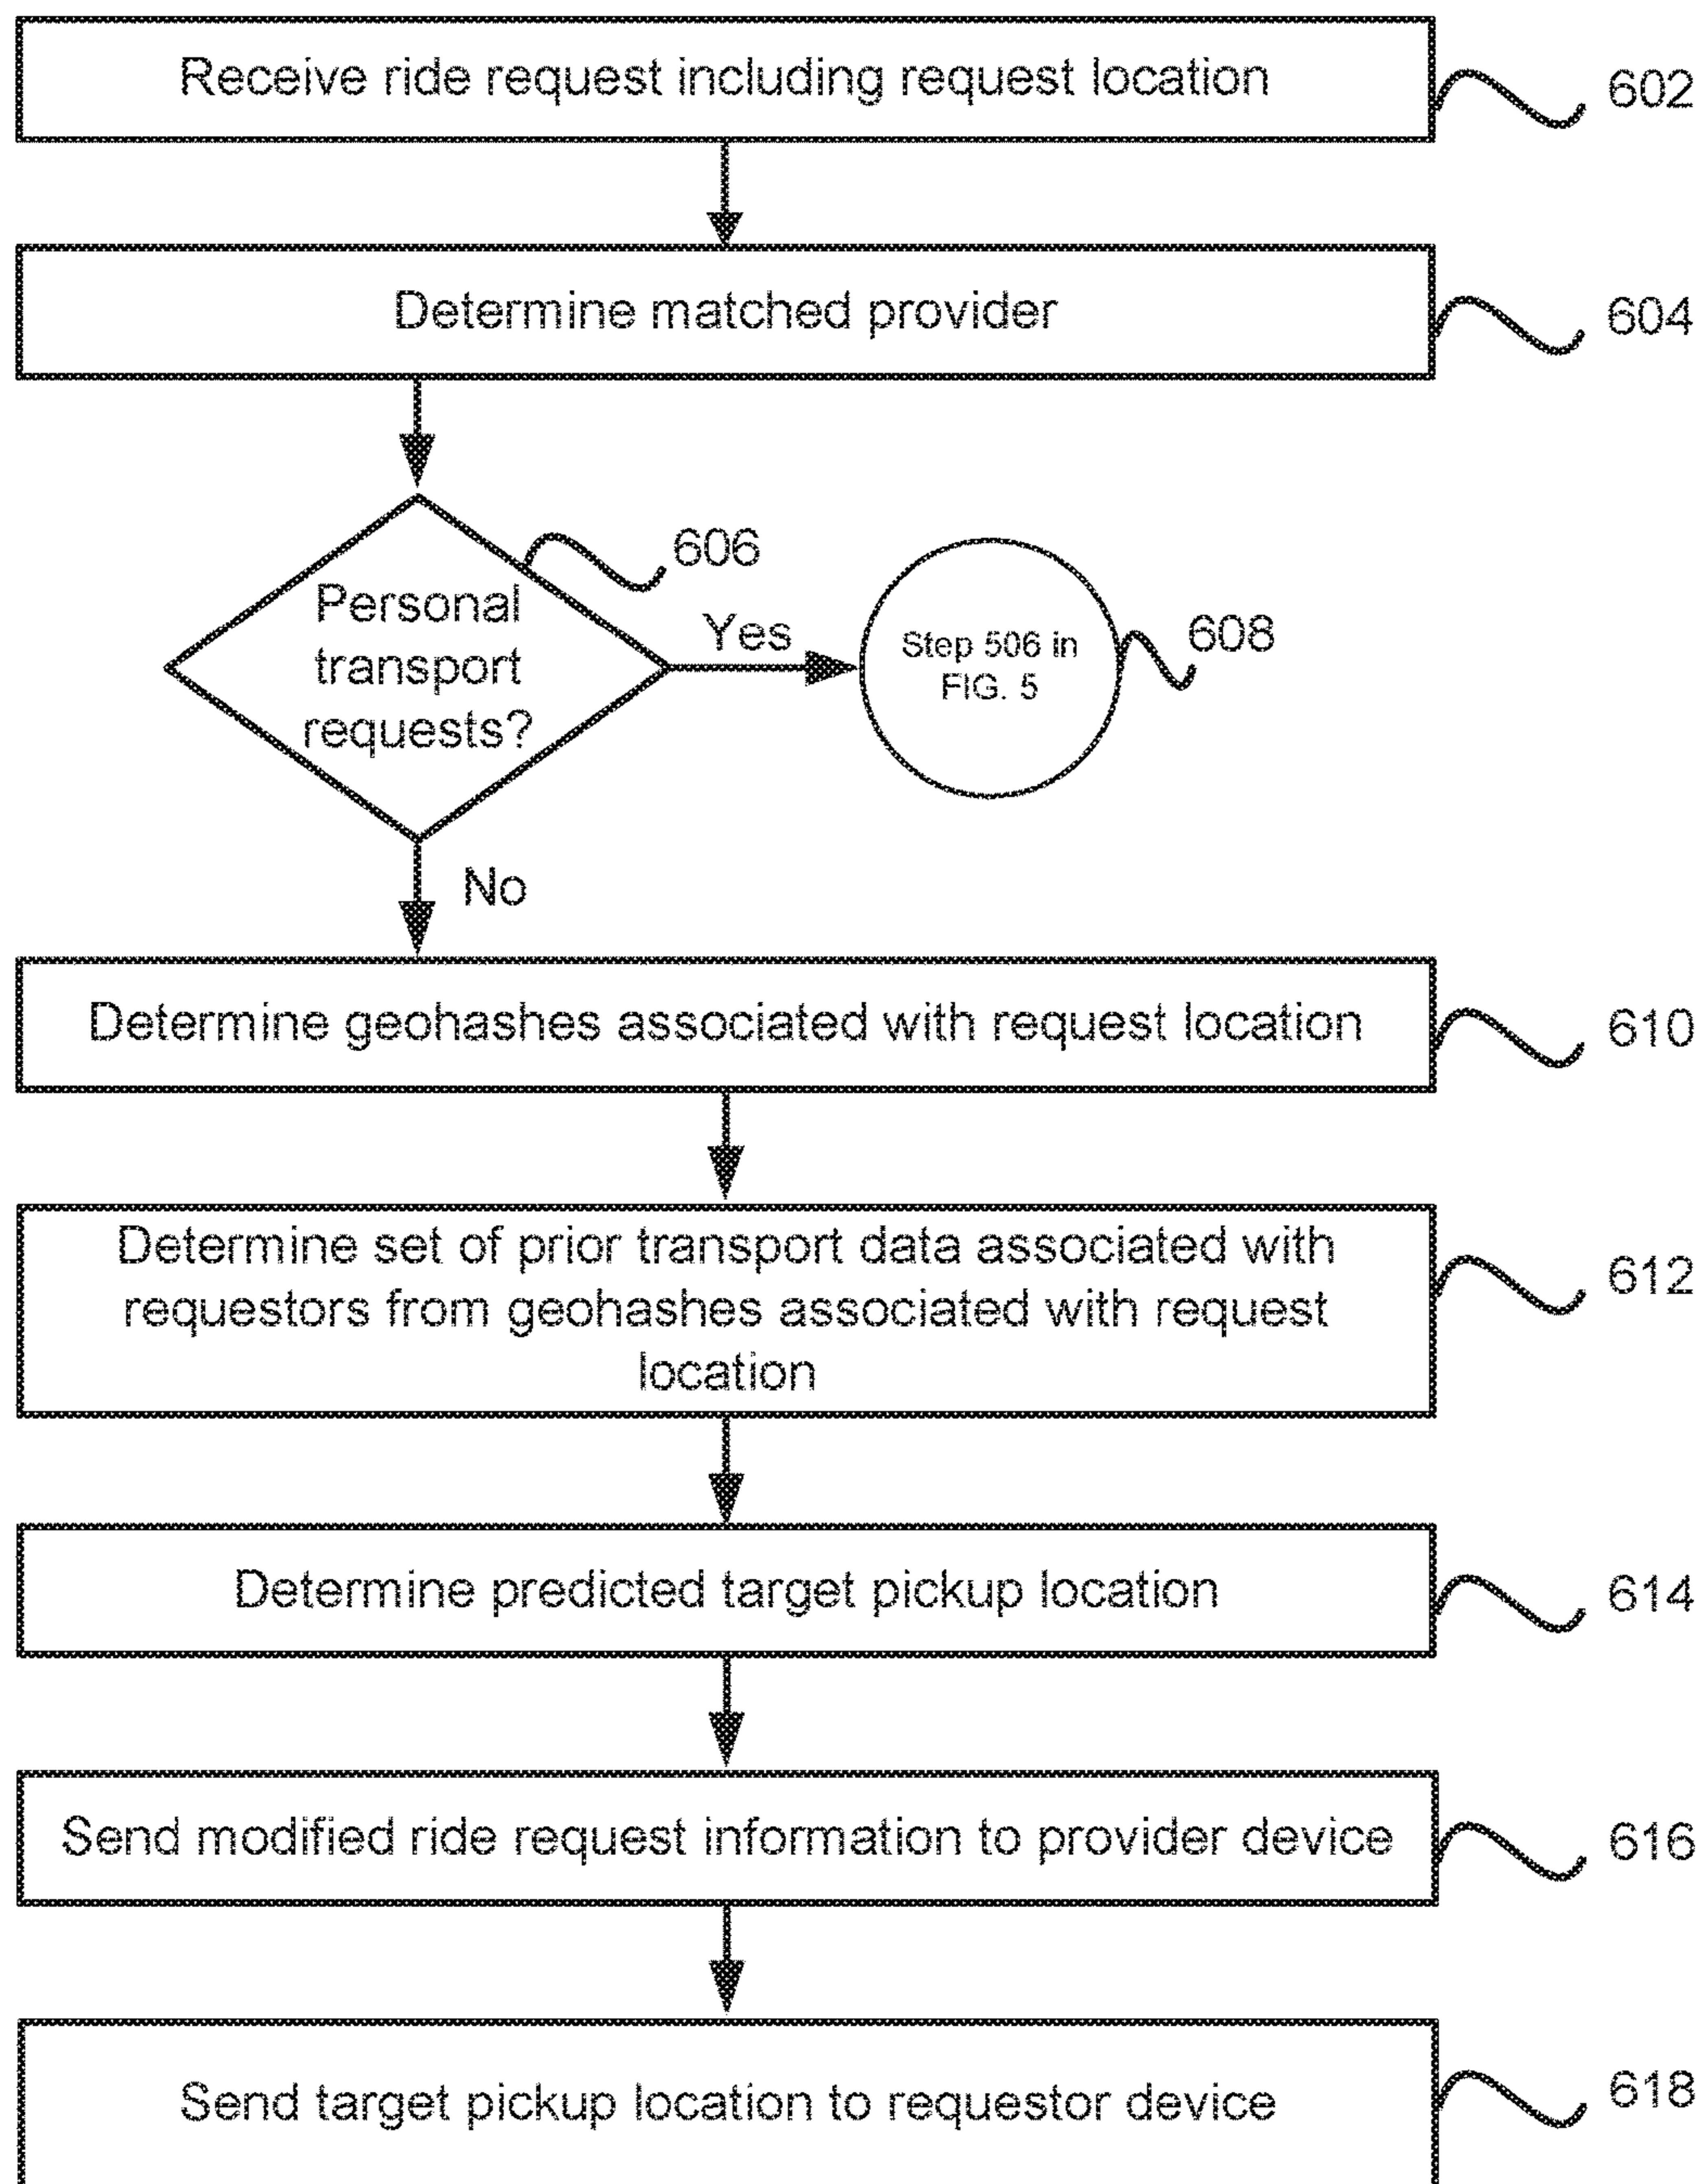 Receive ride request including request location
602
Determine matched provider
604
606
Personal
transport
requests?
Yes
Step 506 in
FIG. 5
608
No
Determine geohashes associated with request location
610
Determine set of prior transport data associated with
requestors from geohashes associated with request
location
612
Determine predicted target pickup location
614
Send modified ride request information to provider device
616
Send target pickup location to requestor device
618